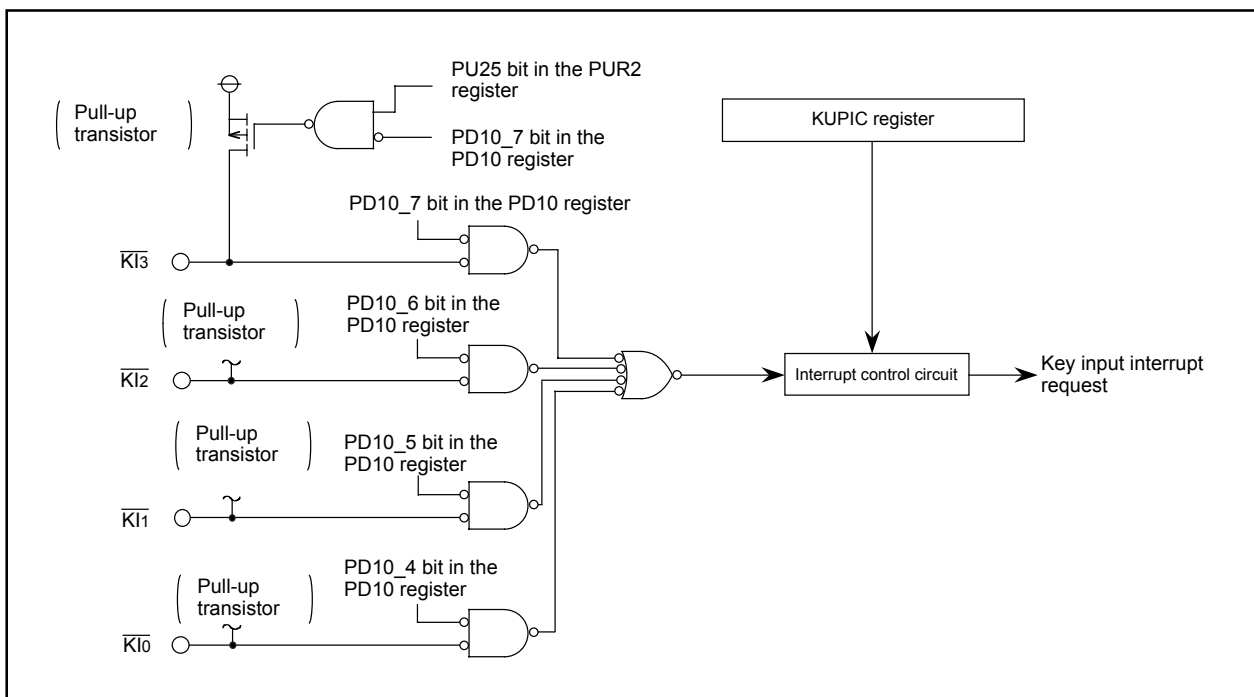 PU25 bit in the PUR2
register
Pull-up
transistor
PD10_7 bit in the
PD10 register
KUPIC register
PD10_7 bit in the PD10 register
KI3
Pull-up
transistor
PD10_6 bit in the
PD10 register
KI2
Interrupt control circuit
Key input interrupt
request
Pull-up
transistor
PD10_5 bit in the
PD10 register
KI1
PD10_4 bit in the
PD10 register
Pull-up
transistor
KI0